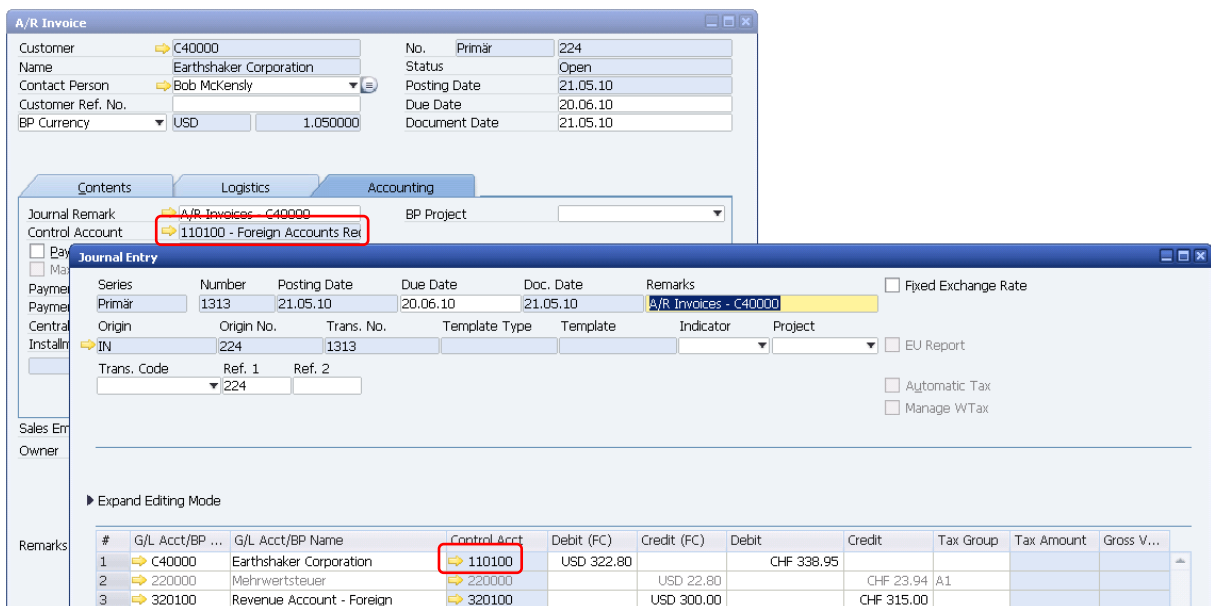 A/R Invoice
Customer C40000 No. Primär 224
Name Earthshaker Corporation Status Open
Contact Person Bob McKensly Posting Date 21.05.10
Customer Ref. No. Due Date 20.06.10
BP Currency USD 1.050000 Document Date 21.05.10
Contents Logistics Accounting
Journal Remark A/R Invoices - C40000 BP Project
Control Account 110100 - Foreign Accounts Rec
Pay
Max
Paymen
Paymen
Central
Installm
Sales Em
Owner
Remarks
Journal Entry
Series Number Posting Date Due Date Doc. Date Remarks
Primär 1313 21.05.10 20.06.10 21.05.10 A/R Invoices - C40000 Fixed Exchange Rate
Origin Origin No. Trans. No. Template Type Template Indicator Project
IN 224 1313 EU Report
Trans. Code Ref. 1 Ref. 2
224 Automatic Tax
Manage WTax
Expand Editing Mode
# G/L Acct/BP ... G/L Acct/BP Name Control Acct Debit (FC) Credit (FC) Debit Credit Tax Group Tax Amount Gross V...
1 C40000 Earthshaker Corporation 110100 USD 322.80 CHF 338.95
2 220000 Mehrwertsteuer 220000 USD 22.80 CHF 23.94 A1
3 320100 Revenue Account - Foreign 320100 USD 300.00 CHF 315.00